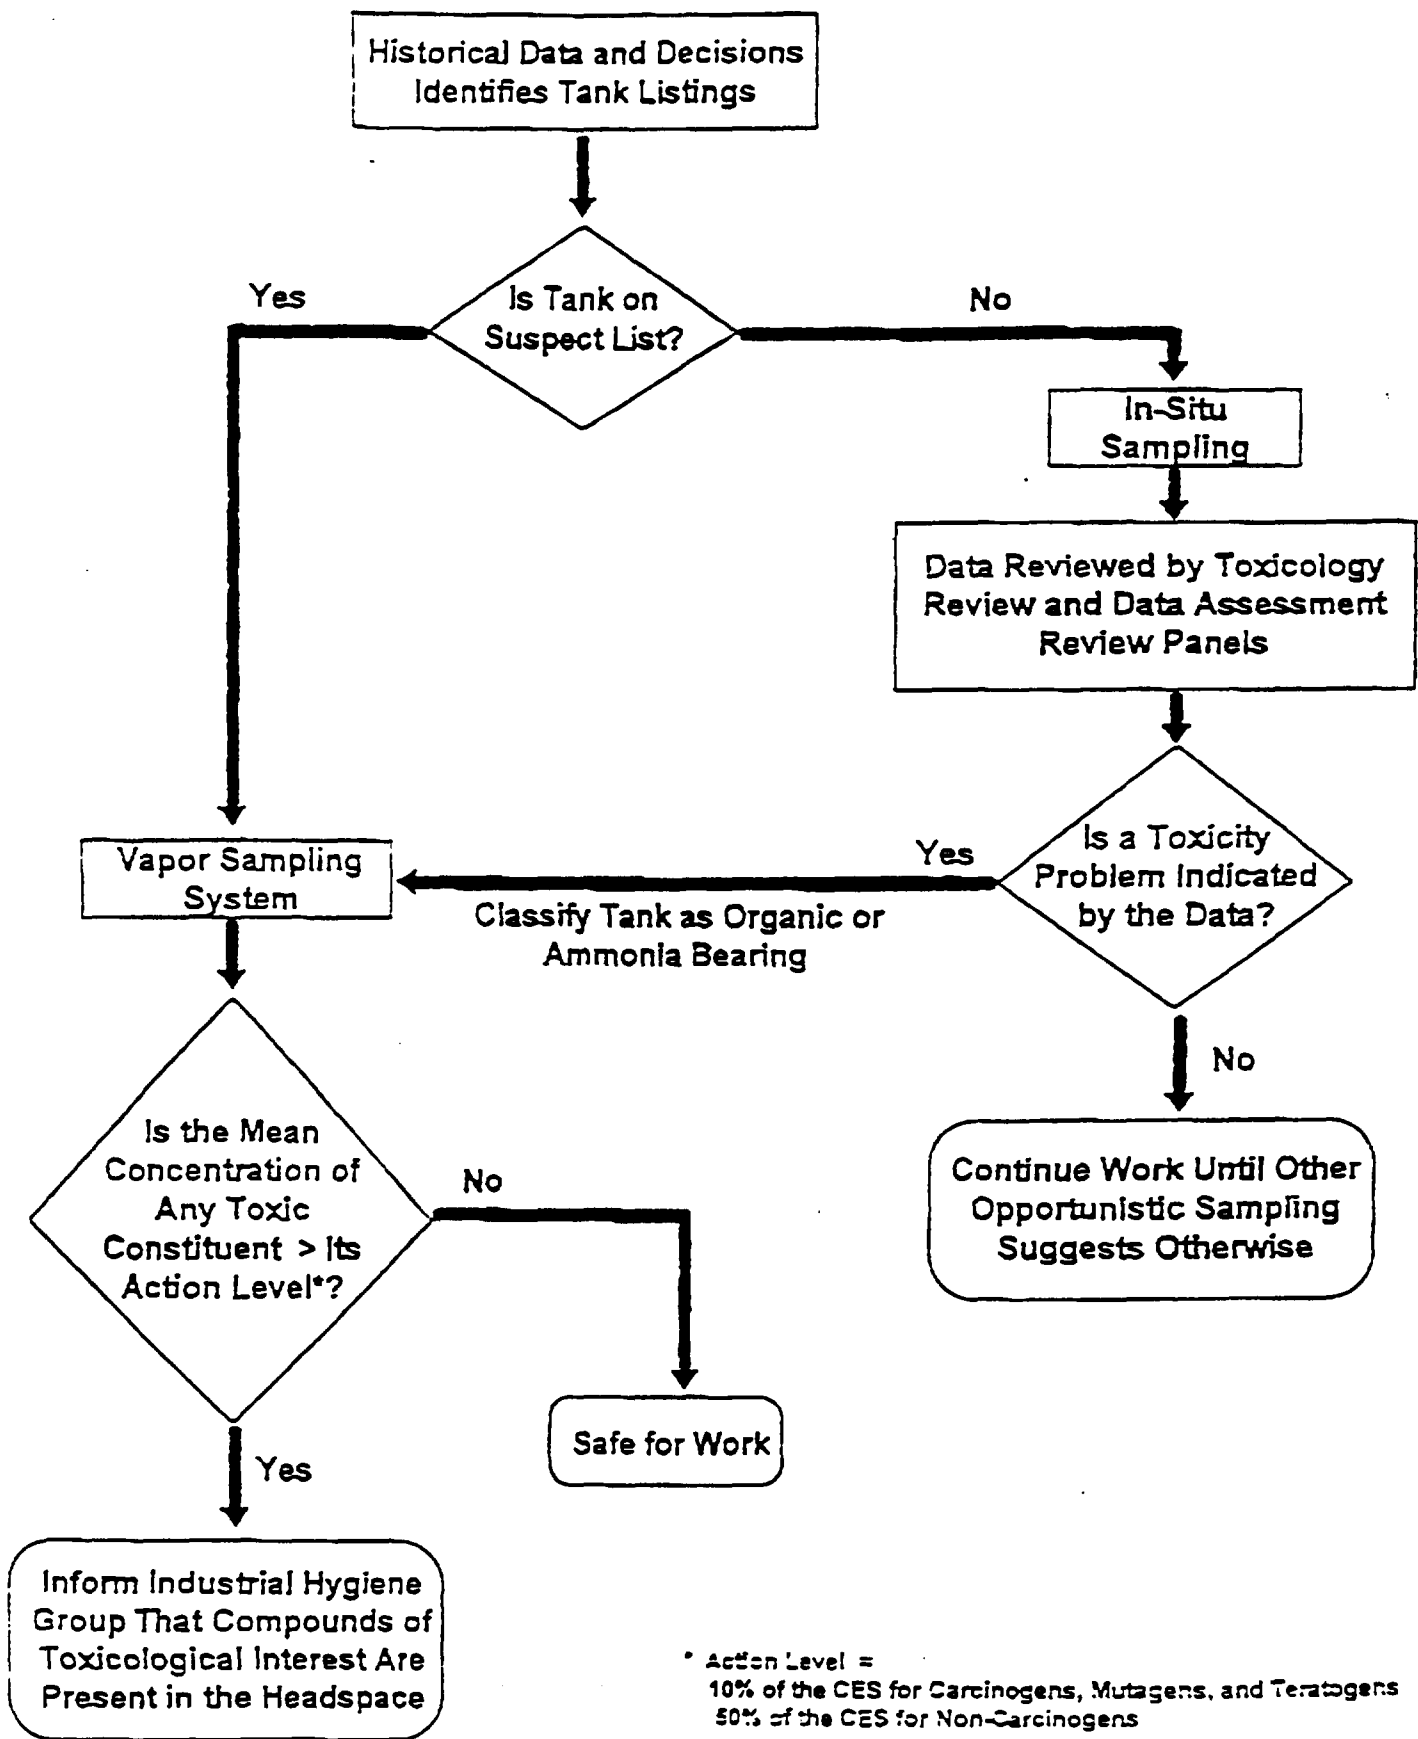 Historical Data and Decisions
Identifies Tank Listings
Is Tank on
Suspect List?
Yes
No
In-Situ
Sampling
Data Reviewed by Toxicology
Review and Data Assessment
Review Panels
Is a Toxicity
Problem Indicated
by the Data?
Yes
Classify Tank as Organic or
Ammonia Bearing
No
Continue Work Until Other
Opportunistic Sampling
Suggests Otherwise
Vapor Sampling
System
Is the Mean
Concentration of
Any Toxic
Constituent > Its
Action Level*?
No
Safe for Work
Yes
Inform Industrial Hygiene
Group That Compounds of
Toxicological Interest Are
Present in the Headspace
* Action Level =
10% of the CES for Carcinogens, Mutagens, and Teratogens
50% of the CES for Non-Carcinogens